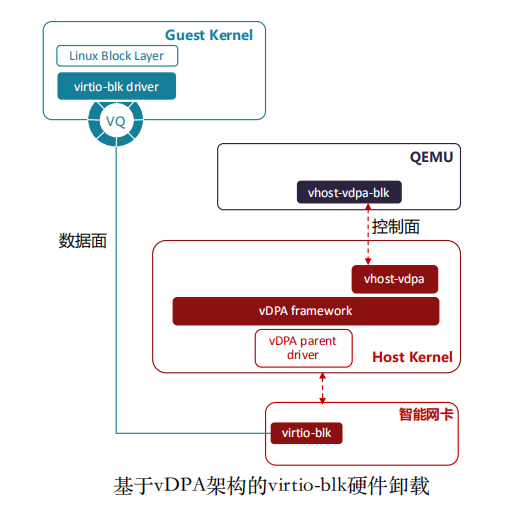 Guest Kernel
Linux Block Layer
virtio-blk driver
VQ
QEMU
vhost-vdpa-blk
数据面
控制面
vhost-vdpa
vDPA framework
vDPA parent
driver
Host Kernel
智能网卡
virtio-blk
基于vDPA架构的virtio-blk硬件卸载